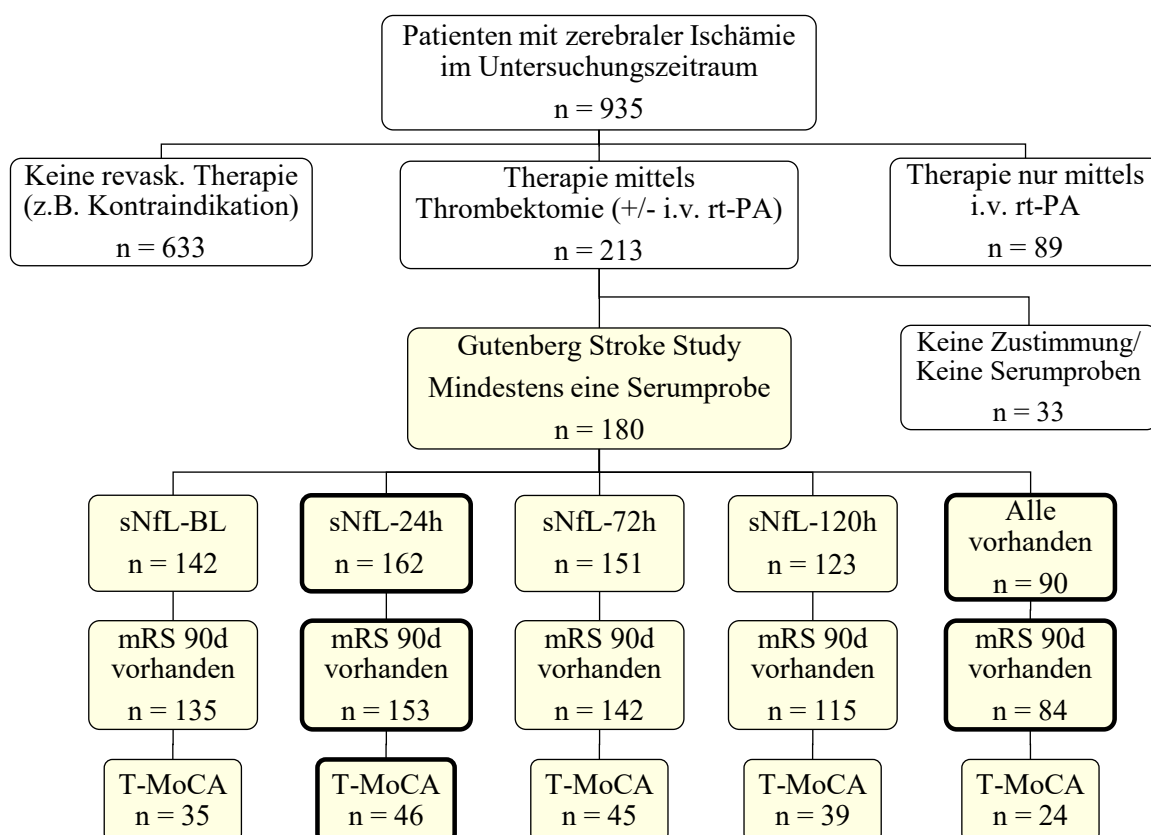 Patienten mit zerebraler Ischämie
im Untersuchungszeitraum
n = 935
Keine revask. Therapie
(z.B. Kontraindikation)
n = 633
Therapie mittels
Thrombektomie (+/- i.v. rt-PA)
n = 213
Therapie nur mittels
i.v. rt-PA
n = 89
Gutenberg Stroke Study
Mindestens eine Serumprobe
n = 180
Keine Zustimmung/
Keine Serumproben
n = 33
sNfL-BL
n = 142
sNfL-24h
n = 162
sNfL-72h
n = 151
sNfL-120h
n = 123
Alle
vorhanden
n = 90
mRS 90d
vorhanden
n = 135
mRS 90d
vorhanden
n = 153
mRS 90d
vorhanden
n = 142
mRS 90d
vorhanden
n = 115
mRS 90d
vorhanden
n = 84
T-MoCA
n = 35
T-MoCA
n = 46
T-MoCA
n = 45
T-MoCA
n = 39
T-MoCA
n = 24